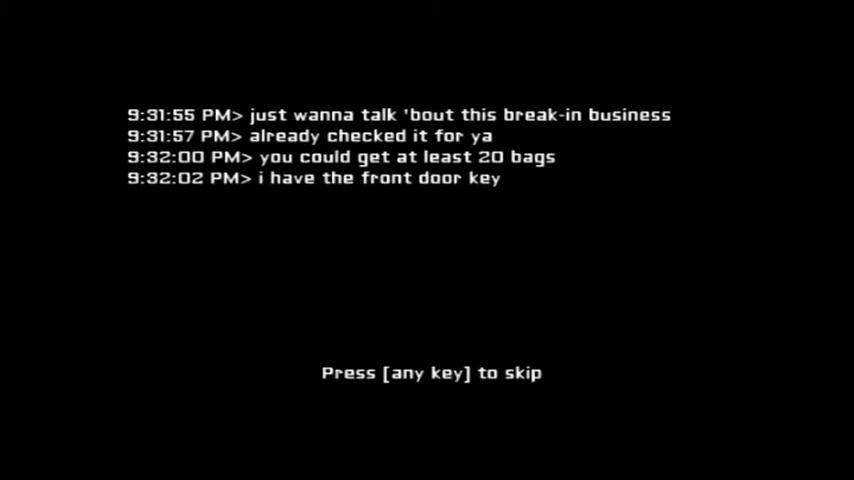 9:31:55 PM> just wanna talk 'bout this break-in business
9:31:57 PM> already checked it for ya
9:32:00 PM> you could get at least 20 bags
9:32:02 PM> i have the front door key
Press [any key] to skip